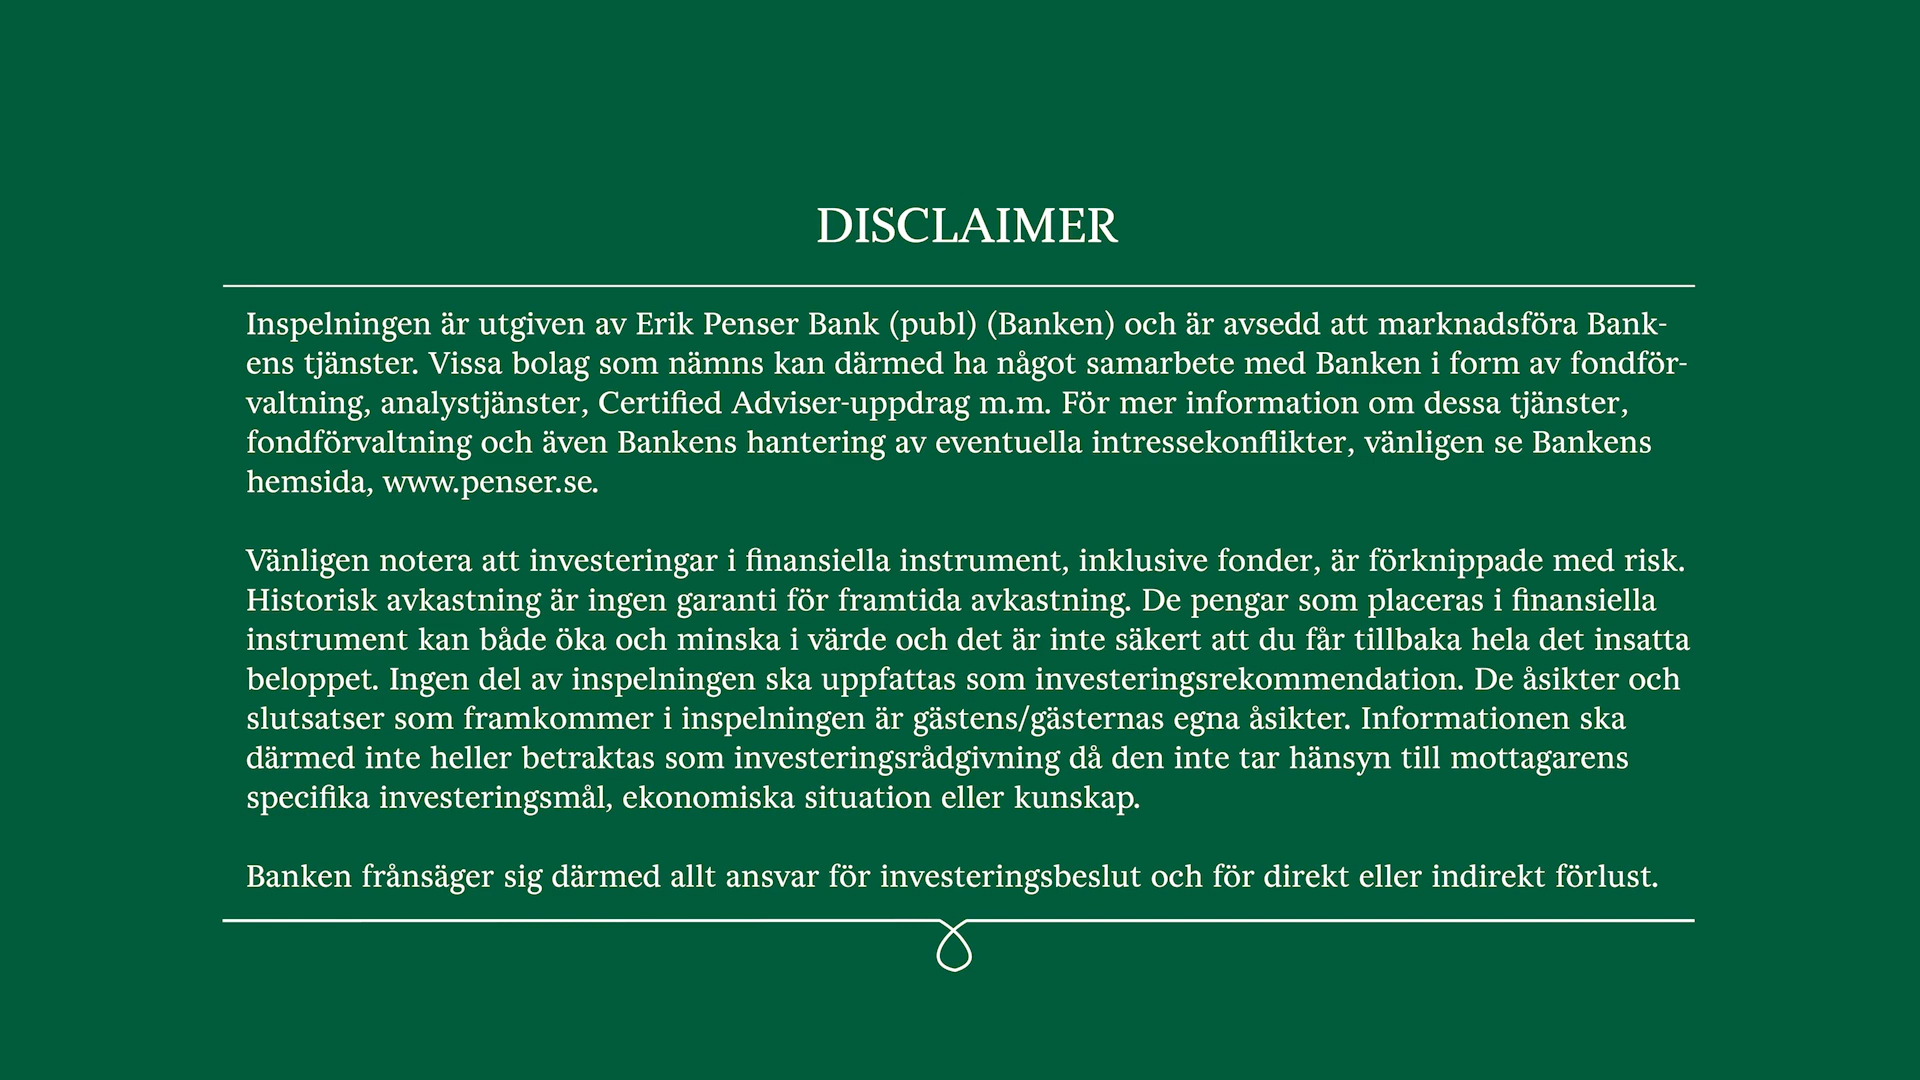 DISCLAIMER
Inspelningen är utgiven av Erik Penser Bank (publ) (Banken) och är avsedd att marknadsföra Bank-
ens tjänster. Vissa bolag som nämns kan därmed ha något samarbete med Banken i form av fondför-
valtning, analystjänster, Certified Adviser-uppdrag m.m. För mer information om dessa tjänster,
fondförvaltning och även Bankens hantering av eventuella intressekonflikter, vänligen se Bankens
hemsida, www.penser.se.
Vänligen notera att investeringar i finansiella instrument, inklusive fonder, är förknippade med risk.
Historisk avkastning är ingen garanti för framtida avkastning. De pengar som placeras i finansiella
instrument kan både öka och minska i värde och det är inte säkert att du får tillbaka hela det insatta
beloppet. Ingen del av inspelningen ska uppfattas som investeringsrekommendation. De åsikter och
slutsatser som framkommer i inspelningen är gästens/gästernas egna åsikter. Informationen ska
därmed inte heller betraktas som investeringsrådgivning då den inte tar hänsyn till mottagarens
specifika investeringsmål, ekonomiska situation eller kunskap.
Banken frånsäger sig därmed allt ansvar för investeringsbeslut och för direkt eller indirekt förlust.